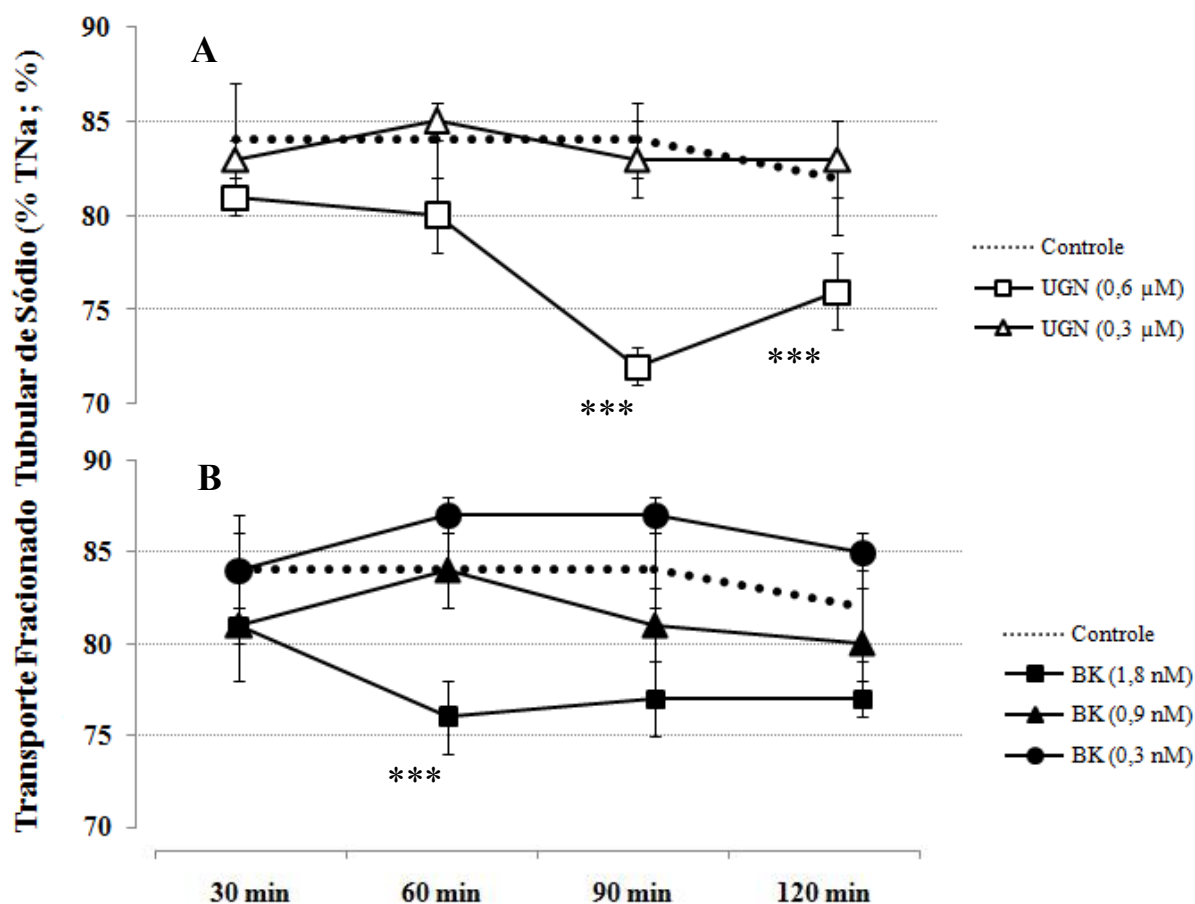 Transporte Fracionado Tubular de Sódio (% TNa ; %)
90
A
85
80
75
70
***
***
Controle
UGN (0,6 µM)
UGN (0,3 µM)
90
B
85
80
75
70
***
Controle
BK (1,8 nM)
BK (0,9 nM)
BK (0,3 nM)
30 min 60 min 90 min 120 min